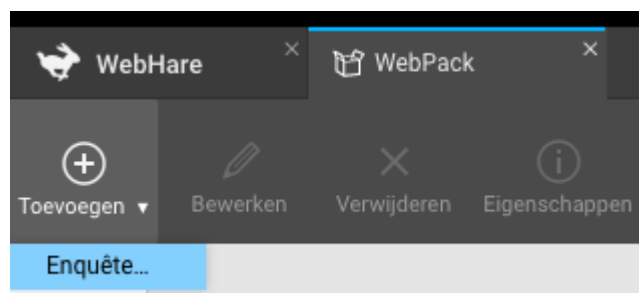 WebHare WebPack
Toevoegen ▼ Bewerken Verwijderen Eigenschappen
Enquête...